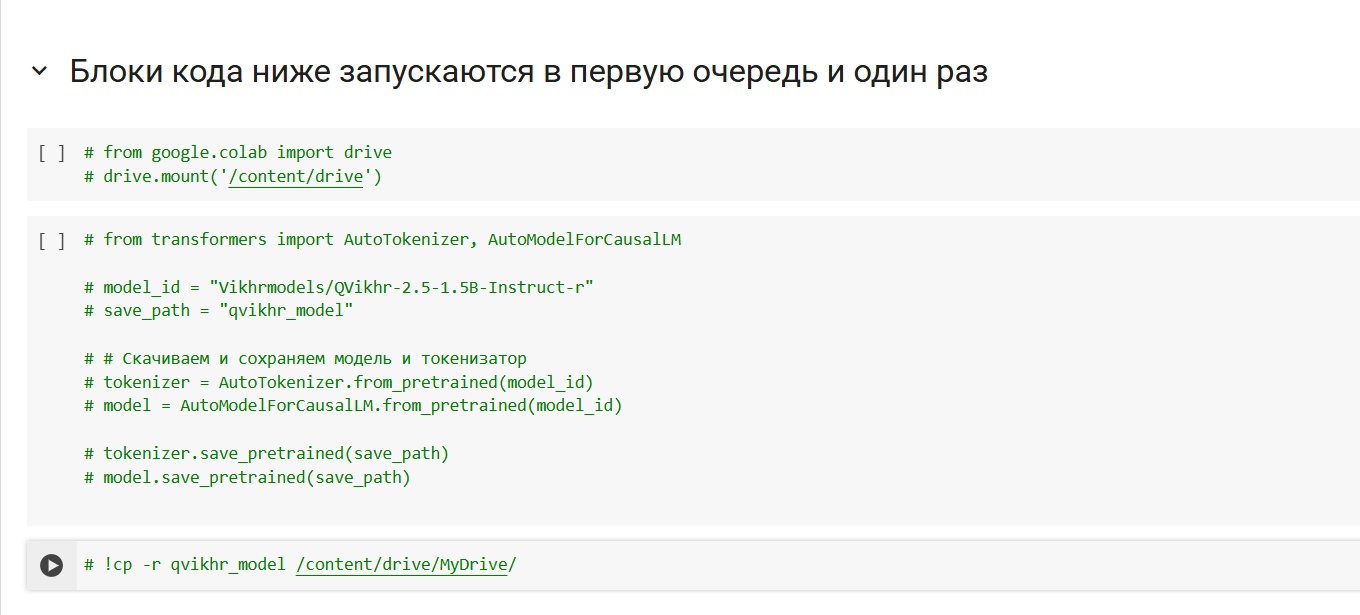 Блоки кода ниже запускаются в первую очередь и один раз
[ ] # from google.colab import drive
# drive.mount('/content/drive')
[ ] # from transformers import AutoTokenizer, AutoModelForCausalLM
# model_id = "Vikhrmodels/QVikhr-2.5-1.5B-Instruct-r"
# save_path = "qvikhr_model"
# # Скачиваем и сохраняем модель и токенизатор
# tokenizer = AutoTokenizer.from_pretrained(model_id)
# model = AutoModelForCausalLM.from_pretrained(model_id)
# tokenizer.save_pretrained(save_path)
# model.save_pretrained(save_path)
# !cp -r qvikhr_model /content/drive/MyDrive/